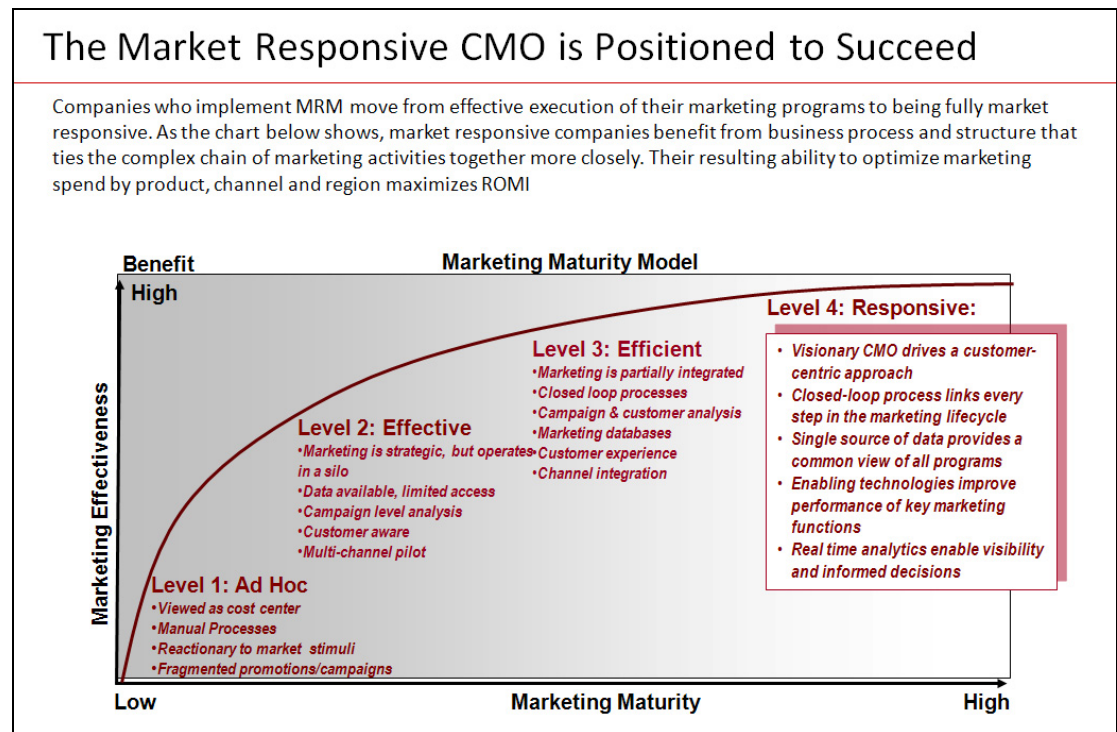 The Market Responsive CMO is Positioned to Succeed
Companies who implement MRM move from effective execution of their marketing programs to being fully market
responsive. As the chart below shows, market responsive companies benefit from business process and structure that
ties the complex chain of marketing activities together more closely. Their resulting ability to optimize marketing
spend by product, channel and region maximizes ROMI
Benefit
Marketing Maturity Model
High
Marketing Effectiveness
Level 1: Ad Hoc
•Viewed as cost center
•Manual Processes
•Reactionary to market stimuli
•Fragmented promotions/campaigns
Level 2: Effective
•Marketing is strategic, but operates
in a silo
•Data available, limited access
•Campaign level analysis
•Customer aware
•Multi-channel pilot
Level 3: Efficient
•Marketing is partially integrated
•Closed loop processes
•Campaign & customer analysis
•Marketing databases
•Customer experience
•Channel integration
Level 4: Responsive:
• Visionary CMO drives a customer-
centric approach
• Closed-loop process links every
step in the marketing lifecycle
• Single source of data provides a
common view of all programs
• Enabling technologies improve
performance of key marketing
functions
• Real time analytics enable visibility
and informed decisions
Low
Marketing Maturity
High